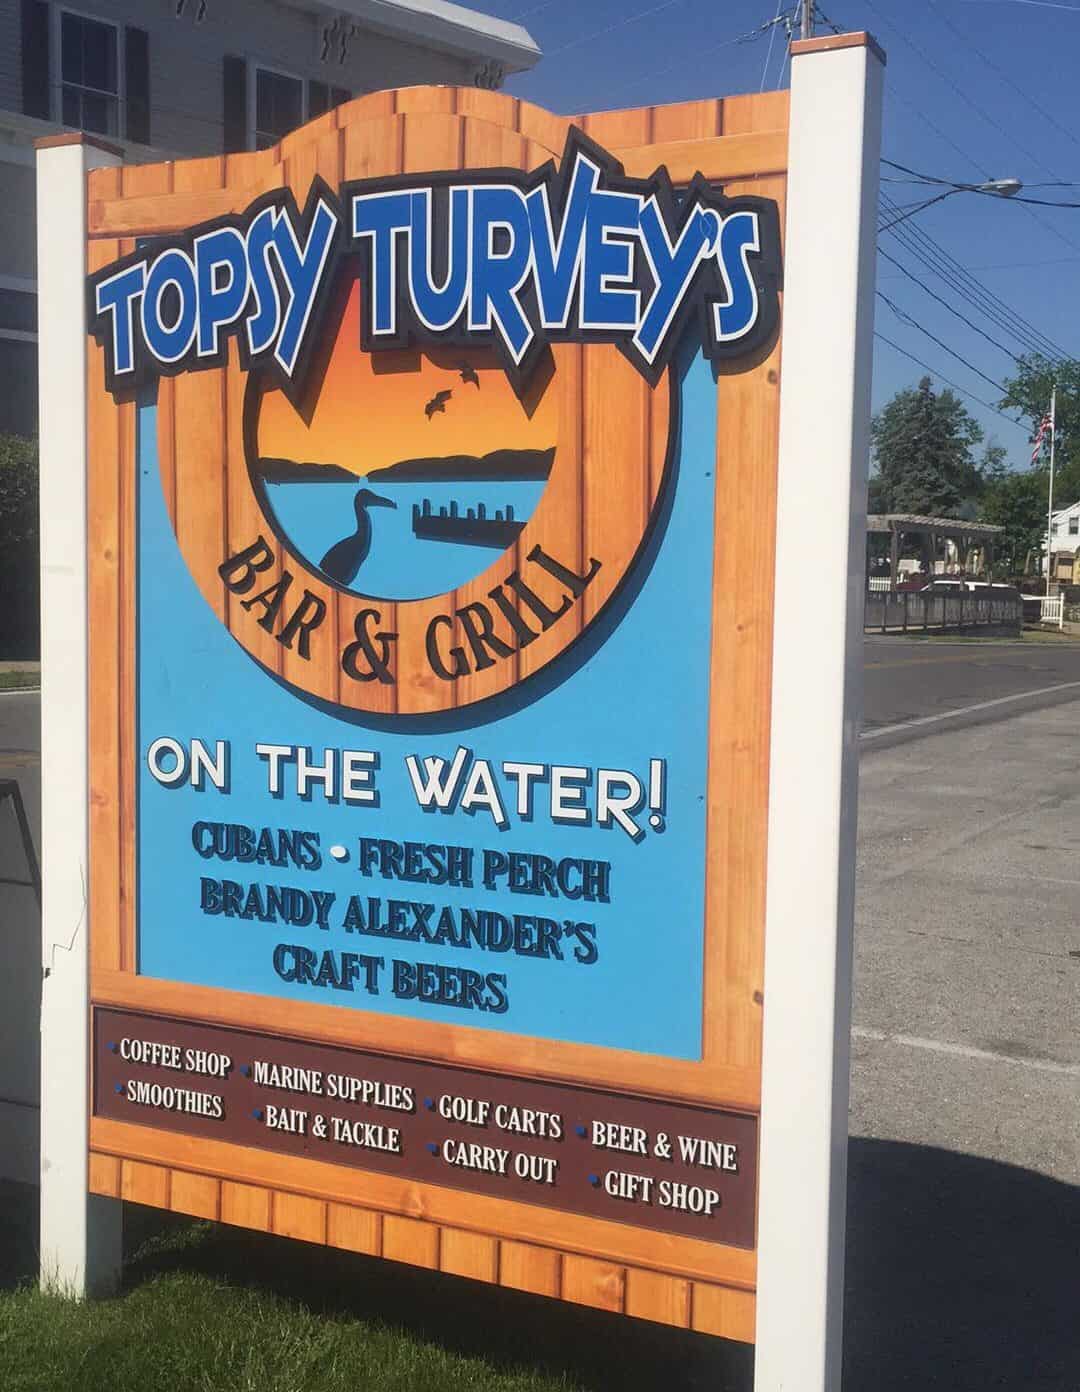 TOPSY TURVEY'S
BAR & GRILL
ON THE WATER!
CUBANS • FRESH PERCH
BRANDY ALEXANDER'S
CRAFT BEERS
• COFFEE SHOP • MARINE SUPPLIES • GOLF CARTS • BEER & WINE
• SMOOTHIES • BAIT & TACKLE • CARRY OUT • GIFT SHOP